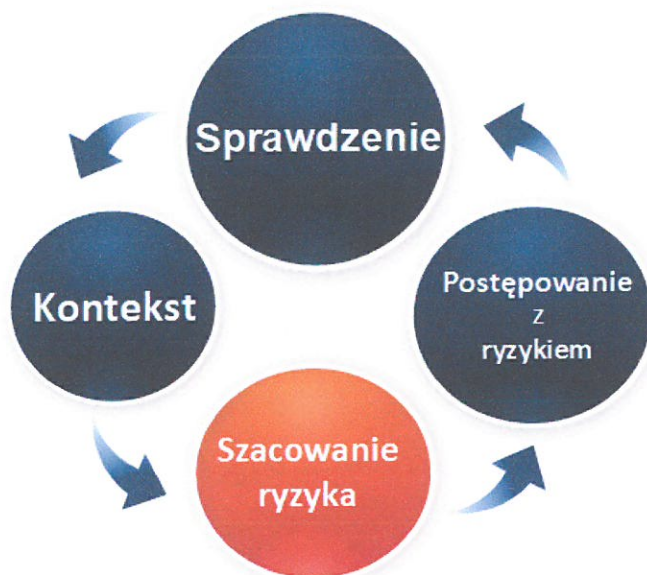 Sprawdzenie
Kontekst
Postępowanie
z
ryzykiem
Szacowanie
ryzyka